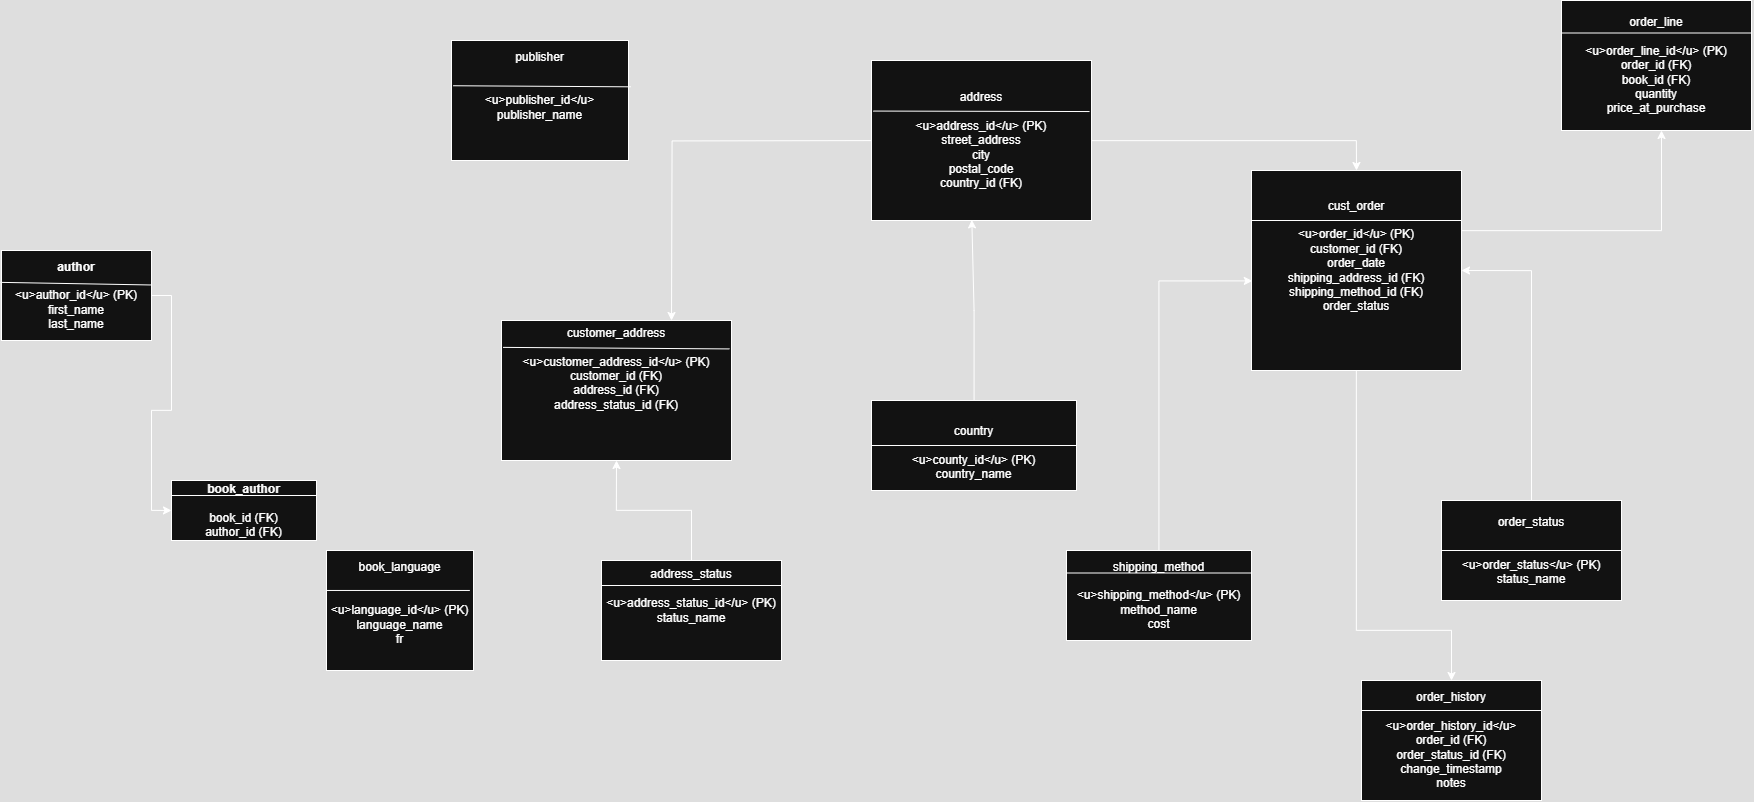 order_line
<u>order_line_id</u> (PK)
order_id (FK)
book_id (FK)
quantity
price_at_purchase
publisher
<u>publisher_id</u>
publisher_name
address
<u>address_id</u> (PK)
street_address
city
postal_code
country_id (FK)
cust_order
<u>order_id</u> (PK)
customer_id (FK)
order_date
shipping_address_id (FK)
shipping_method_id (FK)
order_status
author
<u>author_id</u> (PK)
first_name
last_name
customer_address
<u>customer_address_id</u> (PK)
customer_id (FK)
address_id (FK)
address_status_id (FK)
country
<u>county_id</u> (PK)
country_name
book_author
book_id (FK)
author_id (FK)
order_status
<u>order_status</u> (PK)
status_name
book_language
<u>language_id</u> (PK)
language_name
fr
address_status
<u>address_status_id</u> (PK)
status_name
shipping_method
<u>shipping_method</u> (PK)
method_name
cost
order_history
<u>order_history_id</u>
order_id (FK)
order_status_id (FK)
change_timestamp
notes